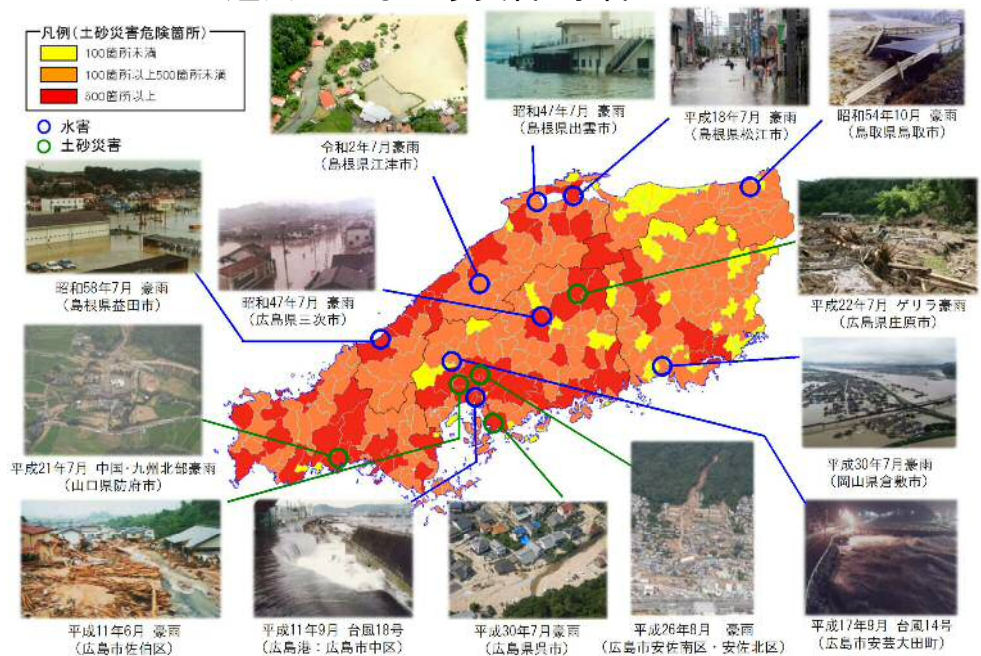 凡例(土砂災害危険箇所)
100箇所未満
100箇所以上500箇所未満
500箇所以上
水害
土砂災害
令和2年7月豪雨
(島根県江津市)
昭和47年7月 豪雨
(島根県出雲市)
平成18年7月 豪雨
(島根県松江市)
昭和54年10月 豪雨
(鳥取県鳥取市)
昭和58年7月 豪雨
(島根県益田市)
昭和47年7月 豪雨
(広島県三次市)
平成22年7月 ゲリラ豪雨
(広島県庄原市)
平成21年7月 中国・九州北部豪雨
(山口県防府市)
平成30年7月豪雨
(岡山県倉敷市)
平成11年6月 豪雨
(広島市佐伯区)
平成11年9月 台風18号
(広島港:広島市中区)
平成30年7月豪雨
(広島県呉市)
平成26年8月 豪雨
(広島市安佐南区・安佐北区)
平成17年9月 台風14号
(広島市安芸大田町)